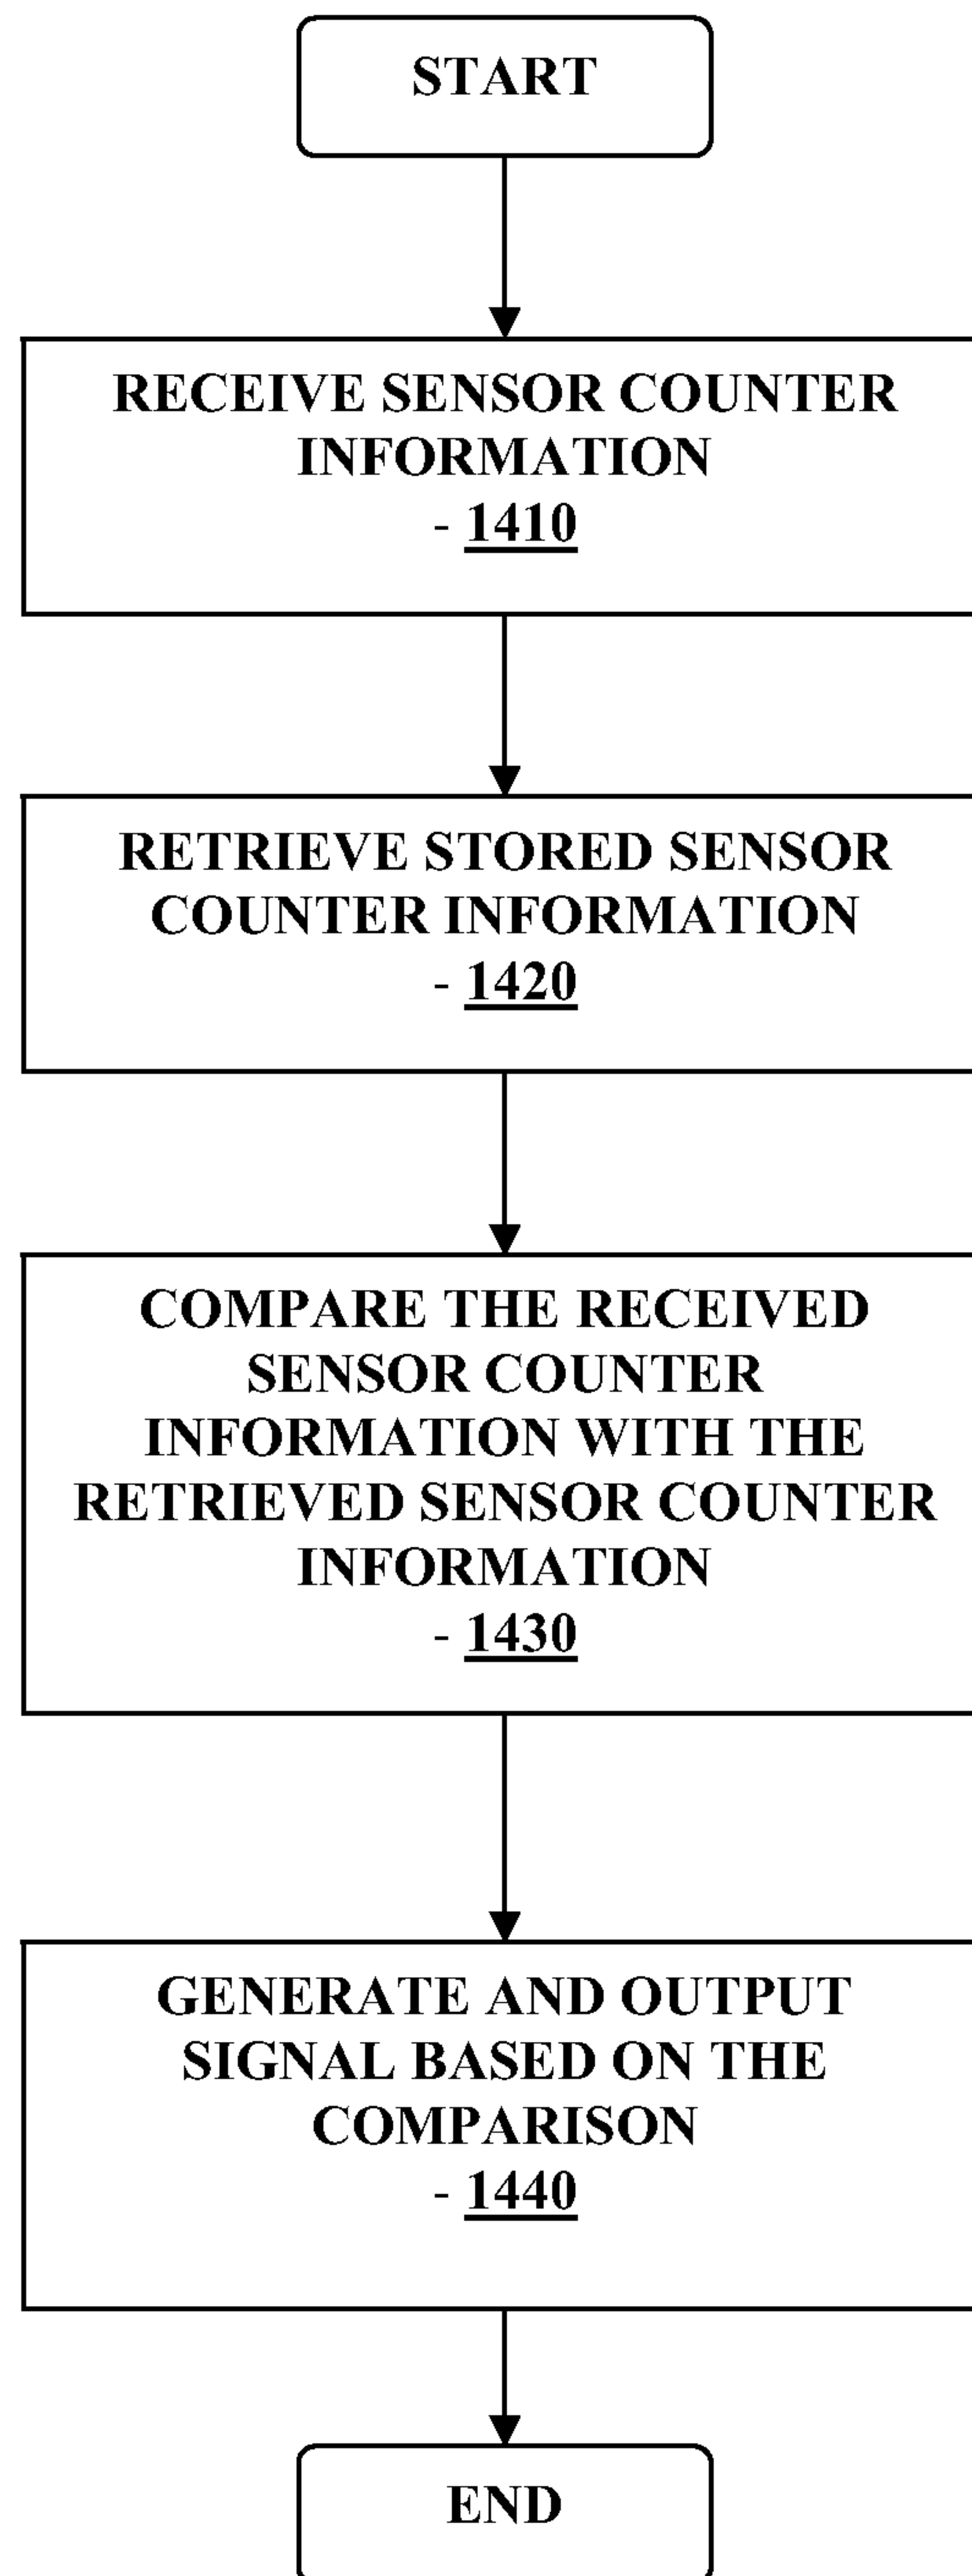 START
RECEIVE SENSOR COUNTER
INFORMATION
- 1410
RETRIEVE STORED SENSOR
COUNTER INFORMATION
- 1420
COMPARE THE RECEIVED
SENSOR COUNTER
INFORMATION WITH THE
RETRIEVED SENSOR COUNTER
INFORMATION
- 1430
GENERATE AND OUTPUT
SIGNAL BASED ON THE
COMPARISON
- 1440
END